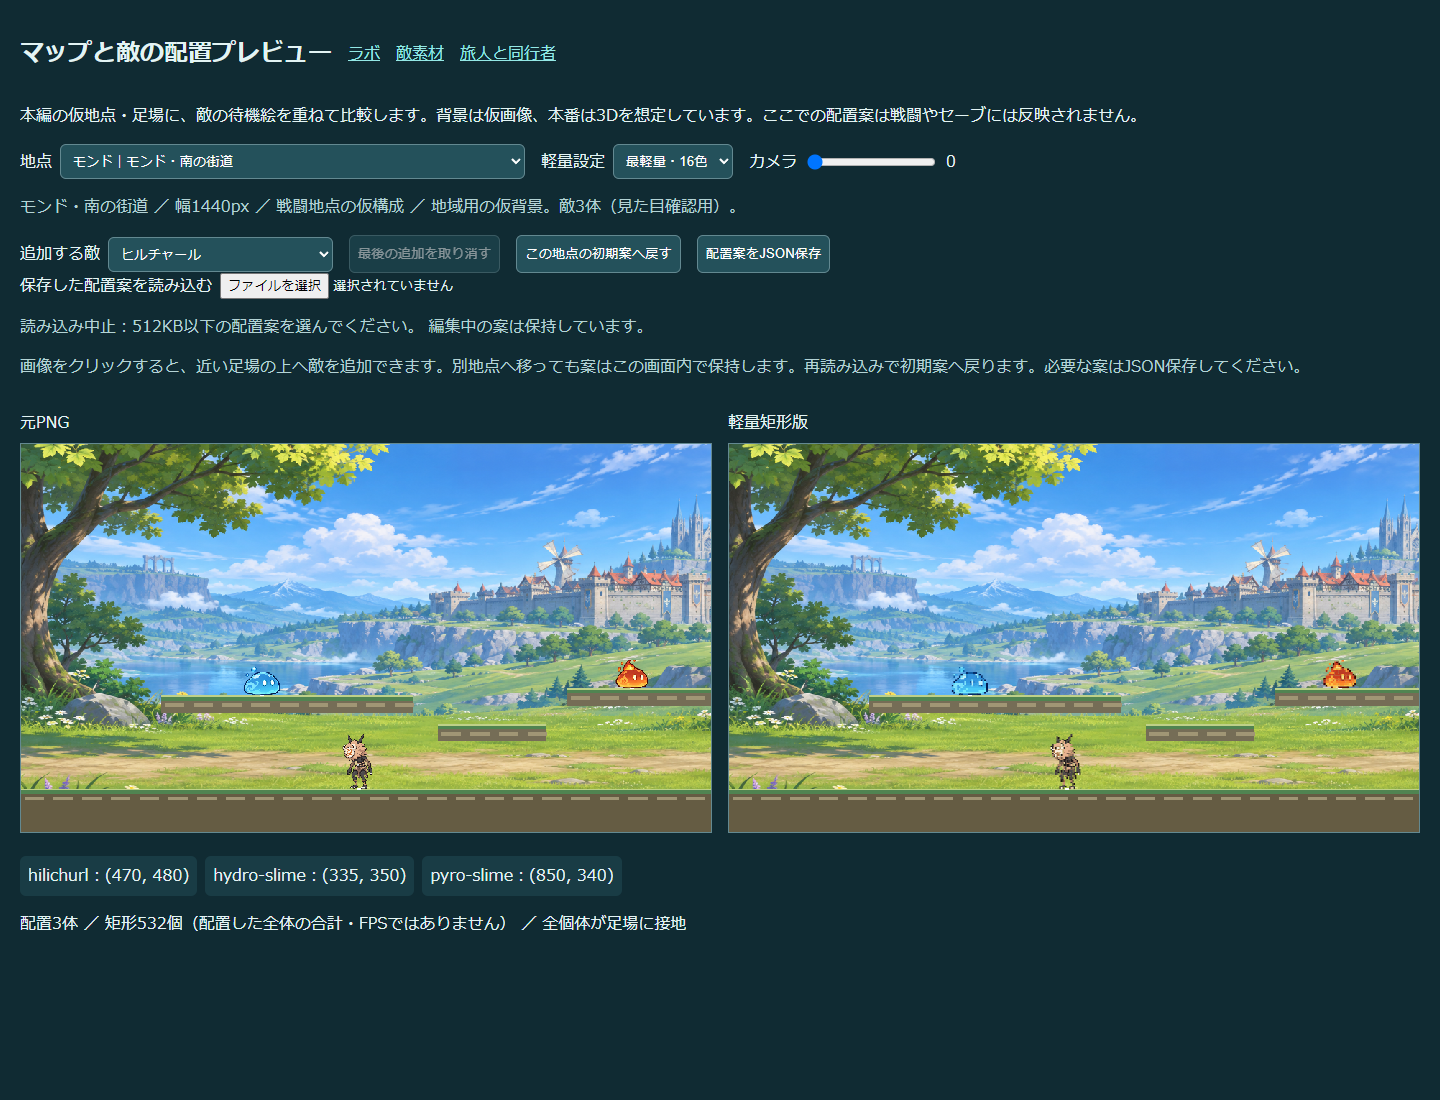 マップと敵の配置プレビュー ラボ 敵素材 旅人と同行者
本編の仮地点・足場に、敵の待機絵を重ねて比較します。背景は仮画像、本番は3Dを想定しています。ここでの配置案は戦闘やセーブには反映されません。
地点 モンド | モンド・南の街道 軽量設定 最軽量・16色 カメラ 0
モンド・南の街道 ／ 幅1440px ／ 戦闘地点の仮構成 ／ 地域用の仮背景。敵3体（見た目確認用）。
追加する敵 ヒルチャール 最後の追加を取り消す この地点の初期案へ戻す 配置案をJSON保存
保存した配置案を読み込む ファイルを選択 選択されていません
読み込み中止：512KB以下の配置案を選んでください。 編集中の案は保持しています。
画像をクリックすると、近い足場の上へ敵を追加できます。別地点へ移っても案はこの画面内で保持します。再読み込みで初期案へ戻ります。必要な案はJSON保存してください。
元PNG 軽量矩形版
hilichurl：(470, 480) hydro-slime：(335, 350) pyro-slime：(850, 340)
配置3体 ／ 矩形532個（配置した全体の合計・FPSではありません） ／ 全個体が足場に接地